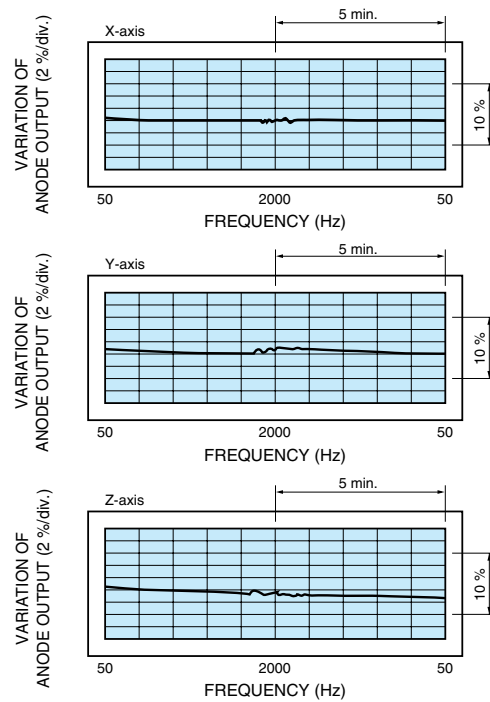 5 min.
X-axis
VARIATION OF
ANODE OUTPUT (2 %/div.)
10 %
50
2000
50
FREQUENCY (Hz)
5 min.
Y-axis
VARIATION OF
ANODE OUTPUT (2 %/div.)
10 %
50
2000
50
FREQUENCY (Hz)
5 min.
Z-axis
VARIATION OF
ANODE OUTPUT (2 %/div.)
10 %
50
2000
50
FREQUENCY (Hz)